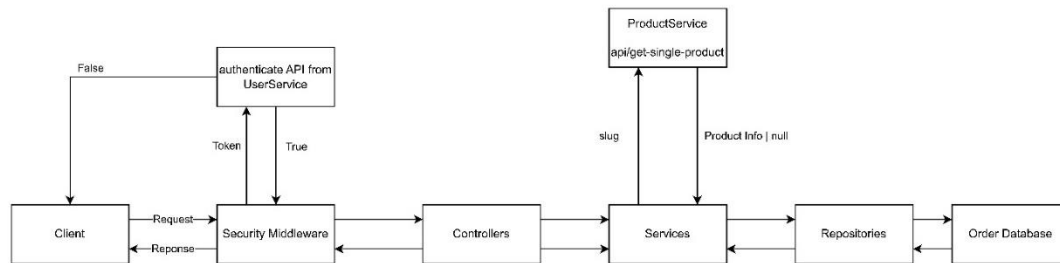 ProductService
api/get-single-product
False
authenticate API from
UserService
slug
Product Info | null
Token
True
Request
Reponse
Client
Security Middleware
Controllers
Services
Repositories
Order Database